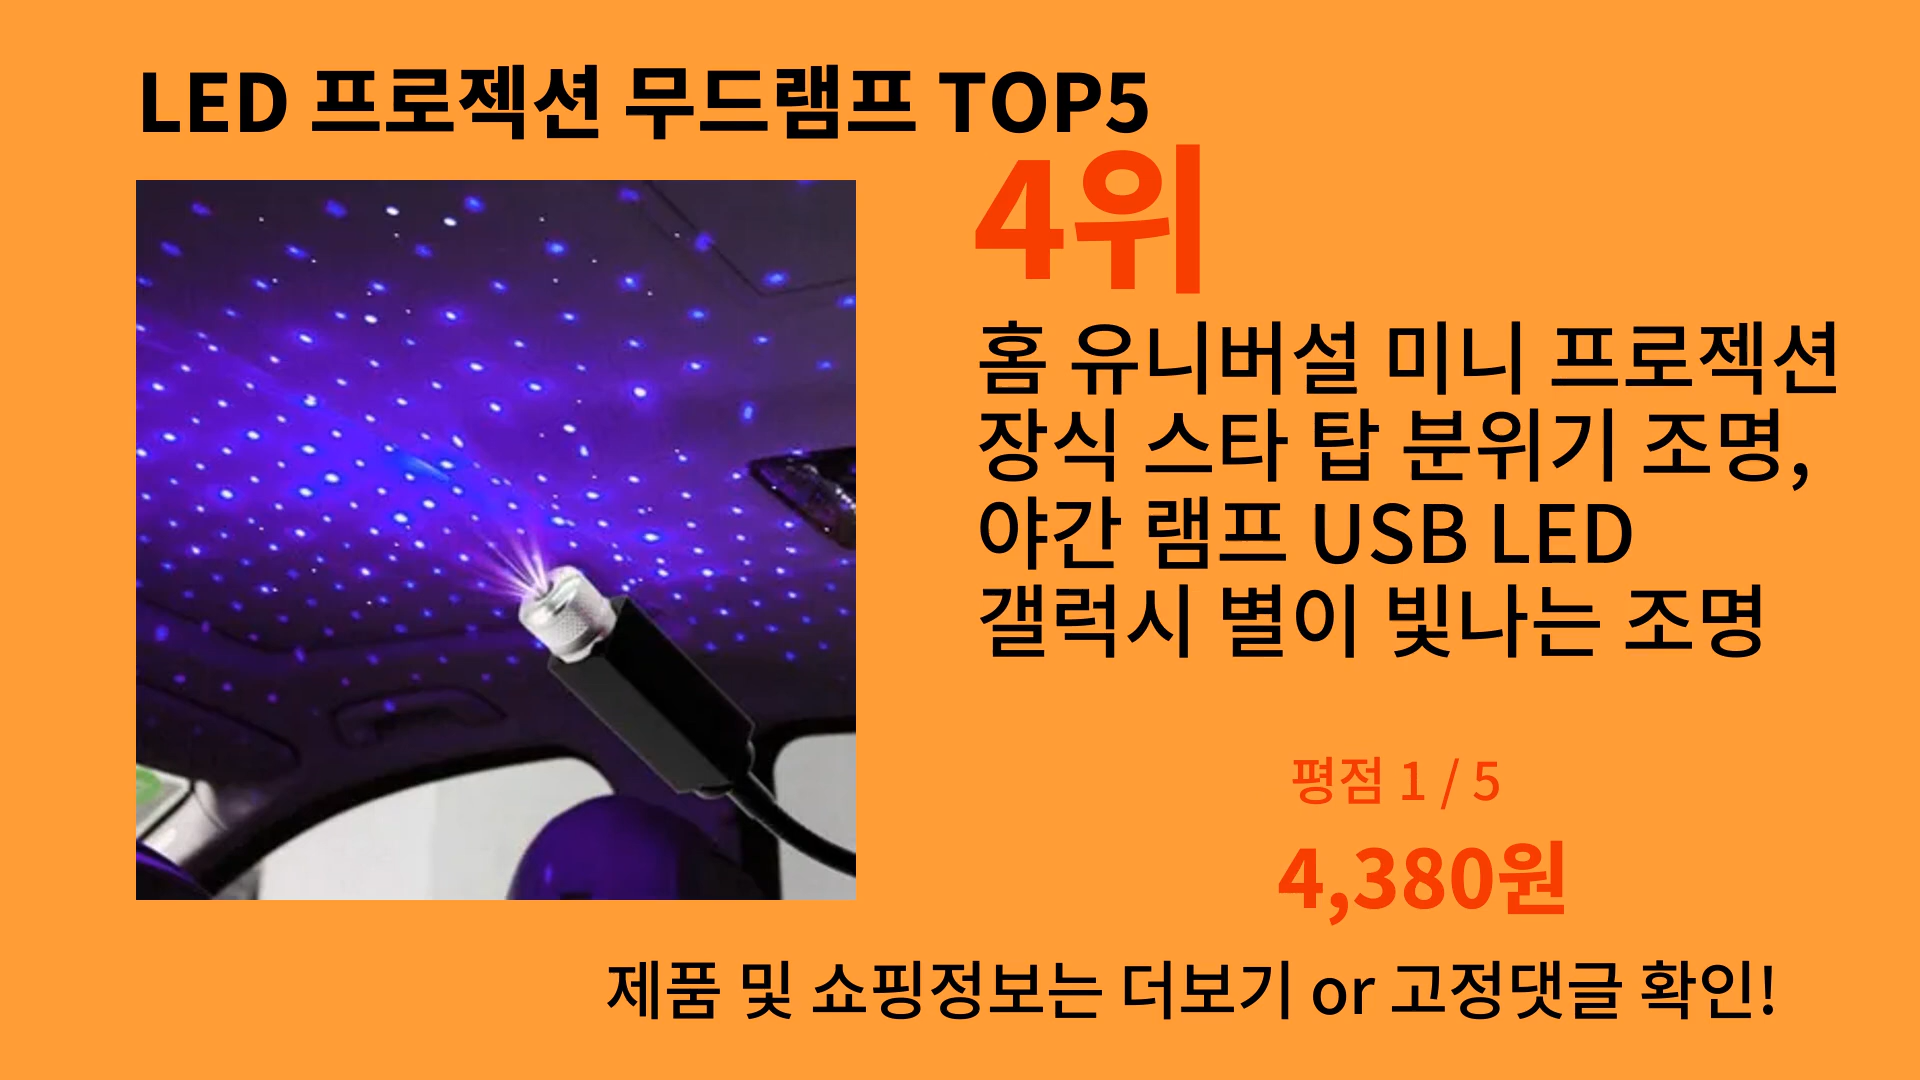 LED 프로젝션 무드램프 TOP5
4위
홈 유니버설 미니 프로젝션
장식 스타 탑 분위기 조명,
야간 램프 USB LED
갤럭시 별이 빛나는 조명
평점 1 / 5
4,380원
제품 및 쇼핑정보는 더보기 or 고정댓글 확인!